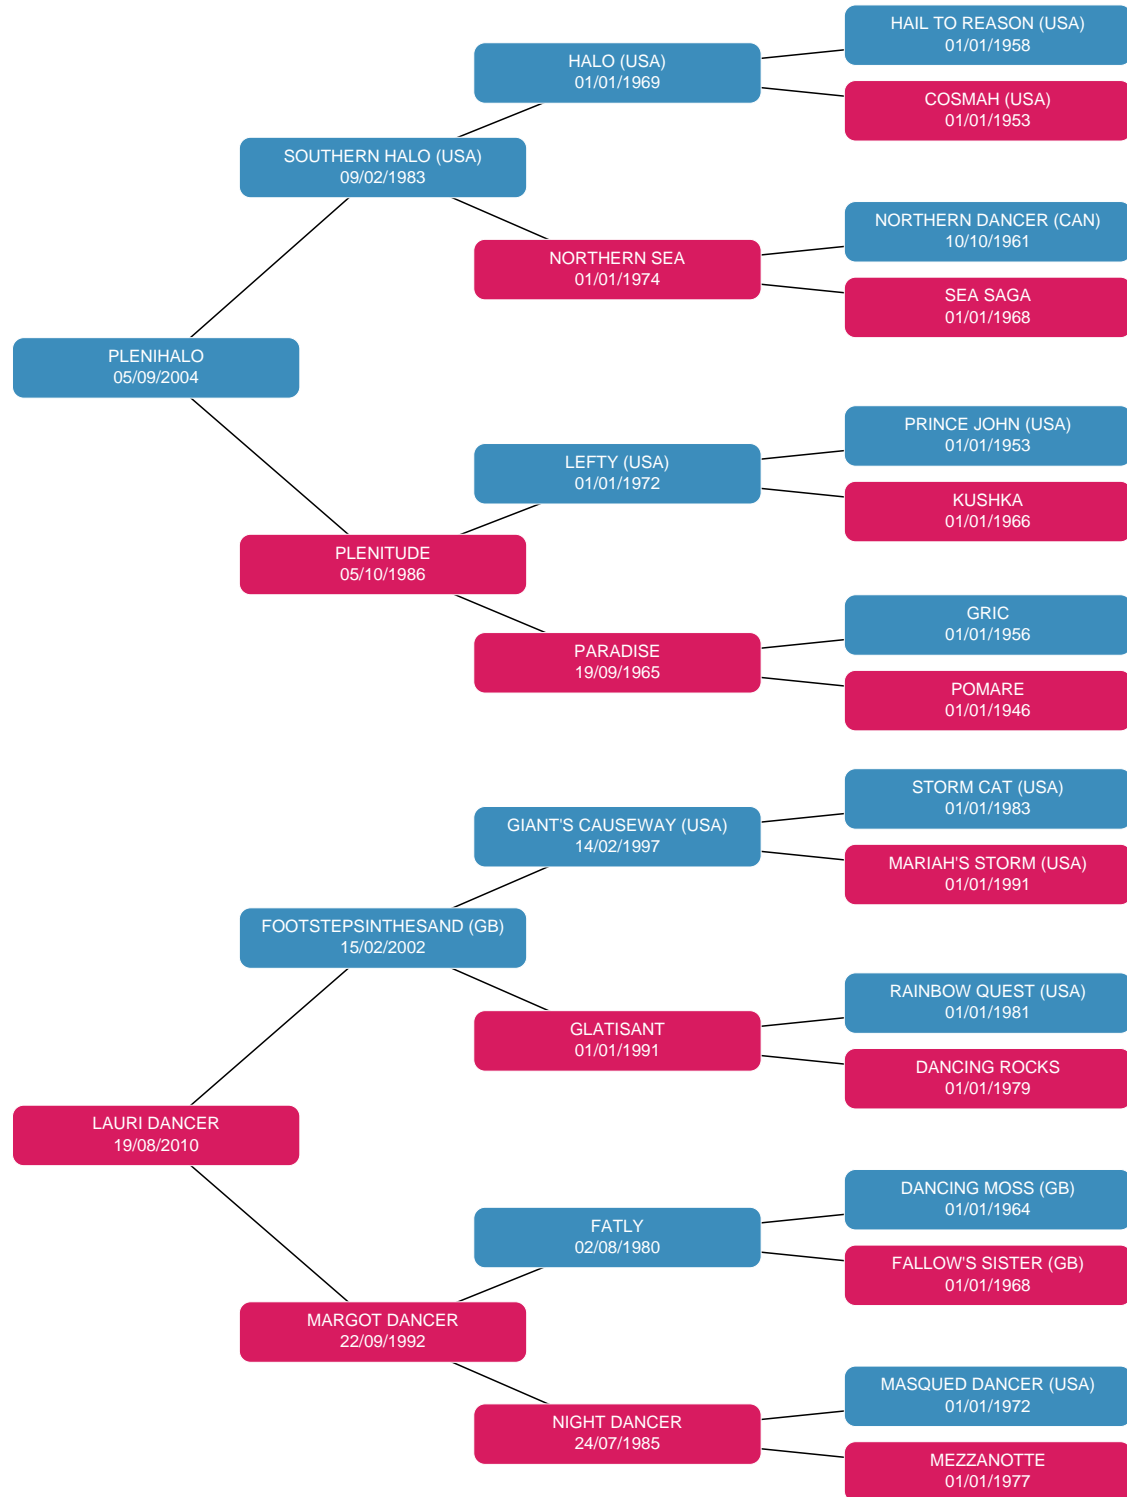 HAIL TO REASON (USA)
01/01/1958
HALO (USA)
01/01/1969
COSMAH (USA)
01/01/1953
SOUTHERN HALO (USA)
09/02/1983
NORTHERN DANCER (CAN)
10/10/1961
NORTHERN SEA
01/01/1974
SEA SAGA
01/01/1968
PLENIHALO
05/09/2004
PRINCE JOHN (USA)
01/01/1953
LEFTY (USA)
01/01/1972
KUSHKA
01/01/1966
PLENITUDE
05/10/1986
GRIC
01/01/1956
PARADISE
19/09/1965
POMARE
01/01/1946
STORM CAT (USA)
01/01/1983
GIANT'S CAUSEWAY (USA)
14/02/1997
MARIAH'S STORM (USA)
01/01/1991
FOOTSTEPSINTHESAND (GB)
15/02/2002
RAINBOW QUEST (USA)
01/01/1981
GLATISANT
01/01/1991
DANCING ROCKS
01/01/1979
LAURI DANCER
19/08/2010
DANCING MOSS (GB)
01/01/1964
FATLY
02/08/1980
FALLOW'S SISTER (GB)
01/01/1968
MARGOT DANCER
22/09/1992
MASQUED DANCER (USA)
01/01/1972
NIGHT DANCER
24/07/1985
MEZZANOTTE
01/01/1977